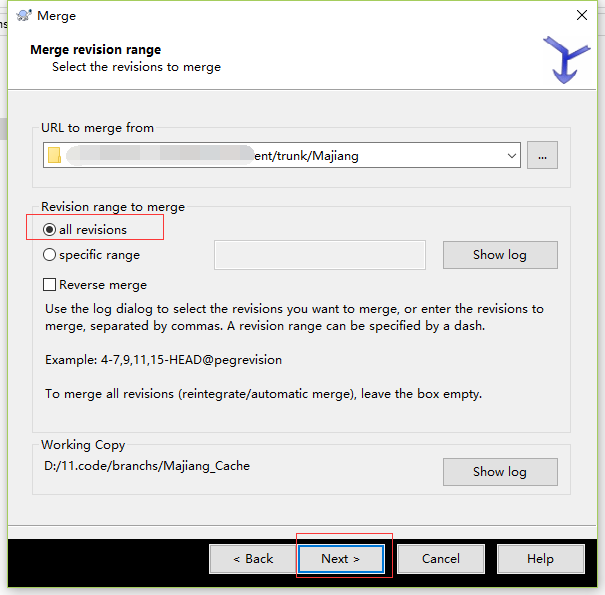 Merge
Merge revision range
Select the revisions to merge
URL to merge from
ent/trunk/Majiang
...
Revision range to merge
all revisions
specific range
Show log
Reverse merge
Use the log dialog to select the revisions you want to merge, or enter the revisions to
merge, separated by commas. A revision range can be specified by a dash.
Example: 4-7,9,11,15-HEAD@pegrevision
To merge all revisions (reintegrate/automatic merge), leave the box empty.
Working Copy
D:/11.code/branchs/Majiang_Cache
Show log
< Back
Next >
Cancel
Help